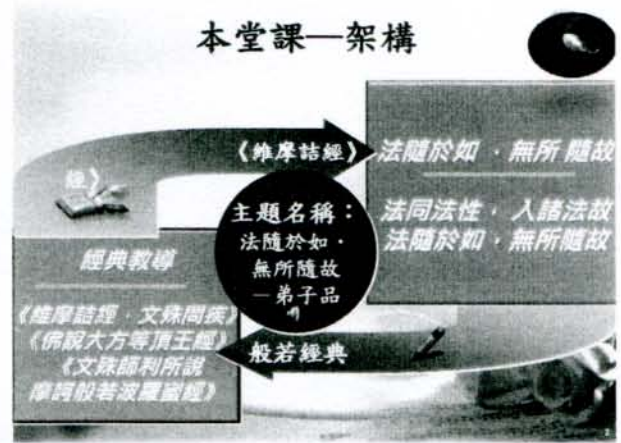 本堂課—架構
《維摩詰經》
法隨於如，無所隨故
法同法性，入諸法故
法隨於如，無所隨故
主題名稱：
法隨於如，
無所隨故
—弟子品
經》
經典教導
《維摩詰經．文殊問疾》
《佛說大方等頂王經》
《文殊師利所說
摩訶般若波羅蜜經》
般若經典
2